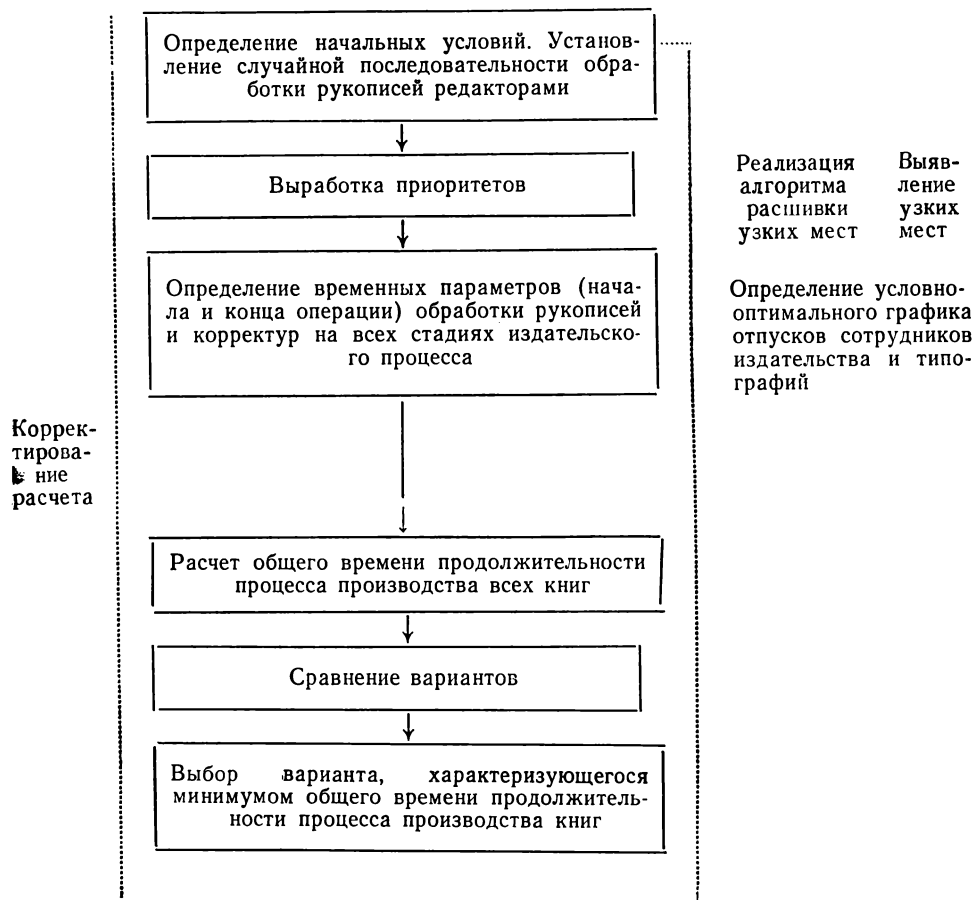 Определение начальных условий. Установ-
ление случайной последовательности обра-
ботки рукописей редакторами
Выработка приоритетов
Определение временных параметров (нача-
ла и конца операции) обработки рукописей
и корректур на всех стадиях издательско-
го процесса
Расчет общего времени продолжительности
процесса производства всех книг
Сравнение вариантов
Выбор варианта, характеризующегося
минимумом общего времени продолжитель-
ности процесса производства книг
Коррек-
тирова-
ние
расчета
Реализация
алгоритма
расшивки
узких мест
Выяв-
ление
узких
мест
Определение условно-
оптимального графика
отпусков сотрудников
издательства и типо-
графий